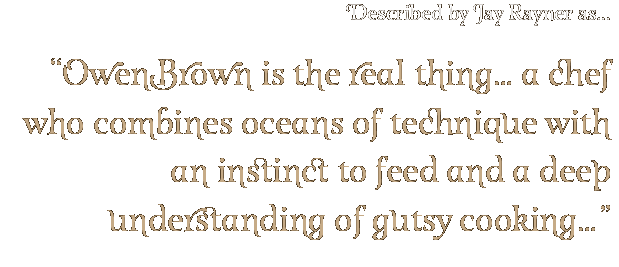 Described by Jay Rayner as...
“Owen Brown is the real thing... a chef
who combines oceans of technique with
an instinct to feed and a deep
understanding of gutsy cooking...”